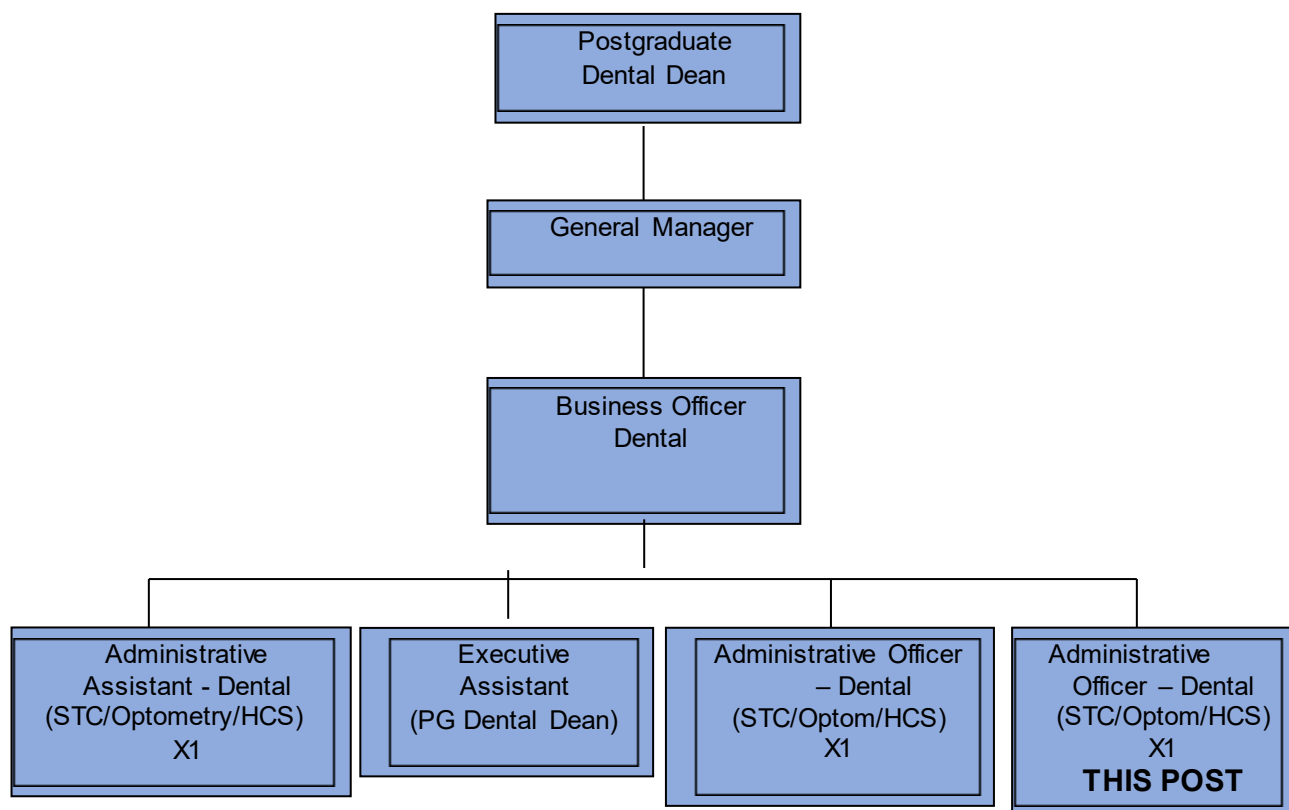 Postgraduate
Dental Dean
General Manager
Business Officer
Dental
Administrative
Assistant - Dental
(STC/Optometry/HCS)
X1
Executive
Assistant
(PG Dental Dean)
Administrative Officer
– Dental
(STC/Optom/HCS)
X1
Administrative
Officer – Dental
(STC/Optom/HCS)
X1
THIS POST